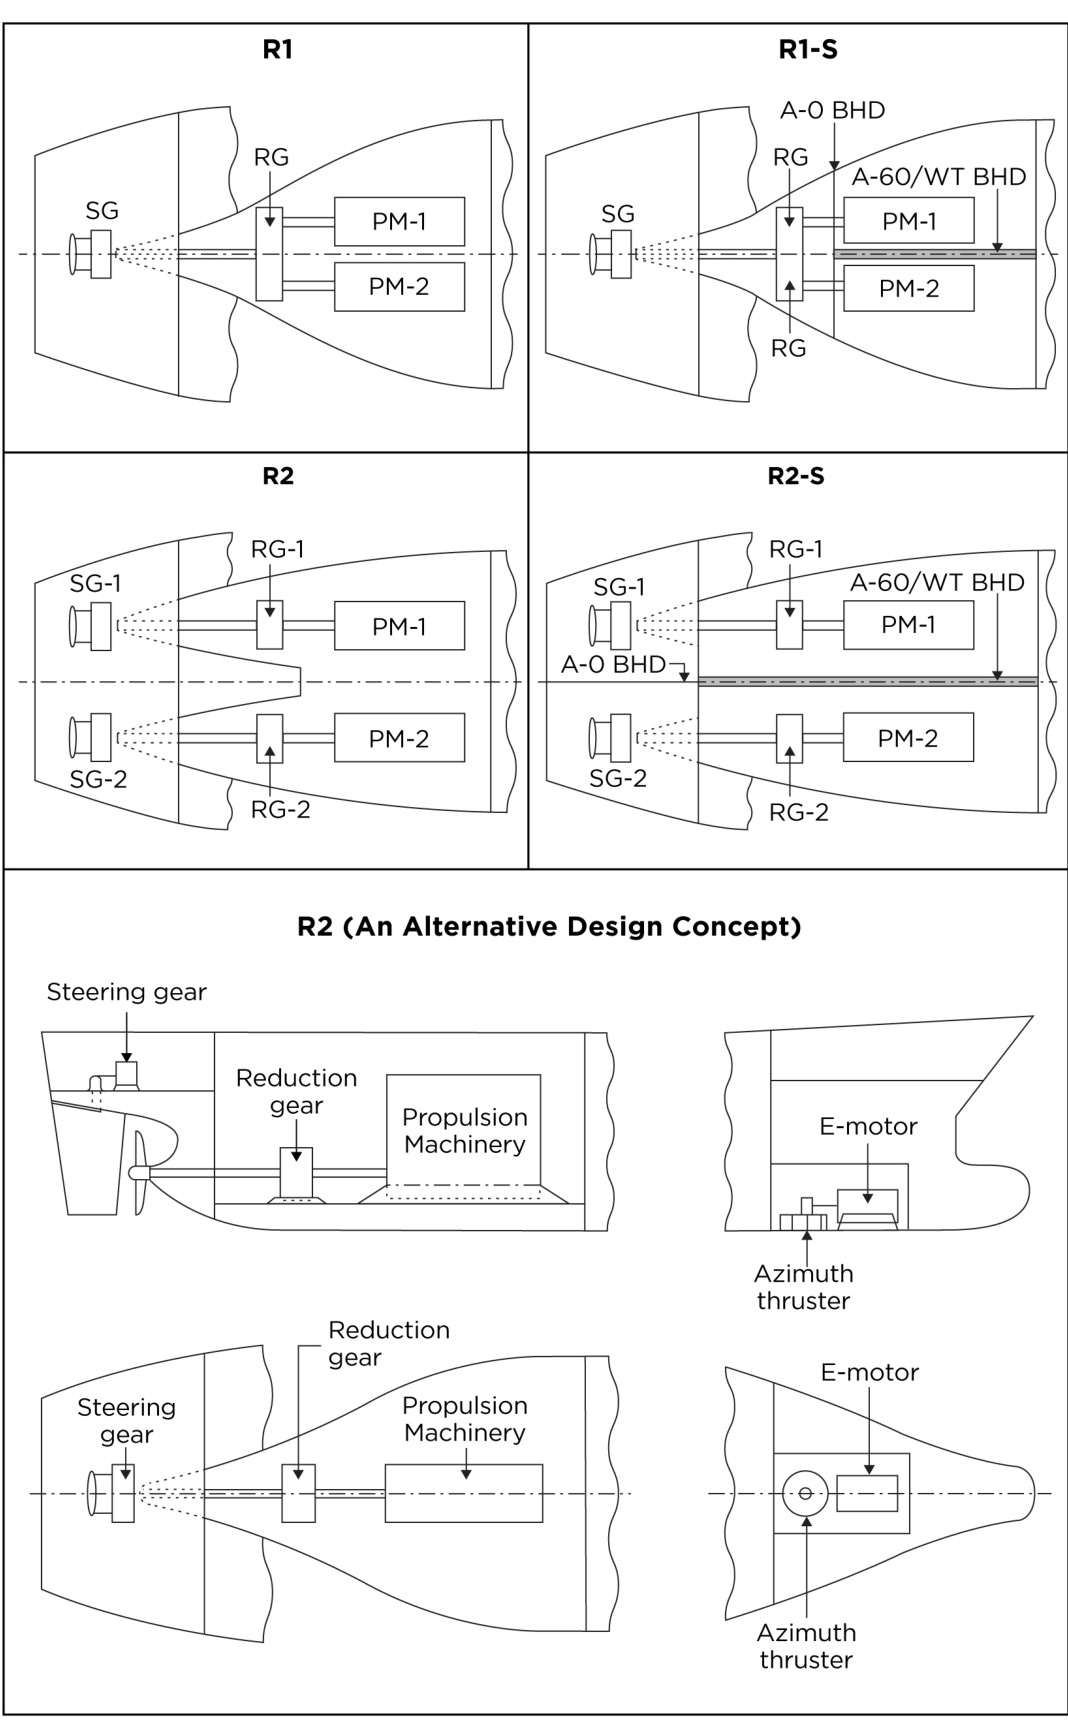 R1
RG
SG
PM-1
PM-2
R1-S
A-0 BHD
RG
A-60/WT BHD
SG
PM-1
PM-2
RG
R2
RG-1
SG-1
PM-1
PM-2
SG-2
RG-2
R2-S
RG-1
SG-1
A-60/WT BHD
PM-1
A-0 BHD
PM-2
SG-2
RG-2
R2 (An Alternative Design Concept)
Steering gear
Reduction
gear
Propulsion
Machinery
E-motor
Azimuth
thruster
Reduction
gear
Steering
gear
Propulsion
Machinery
E-motor
Azimuth
thruster